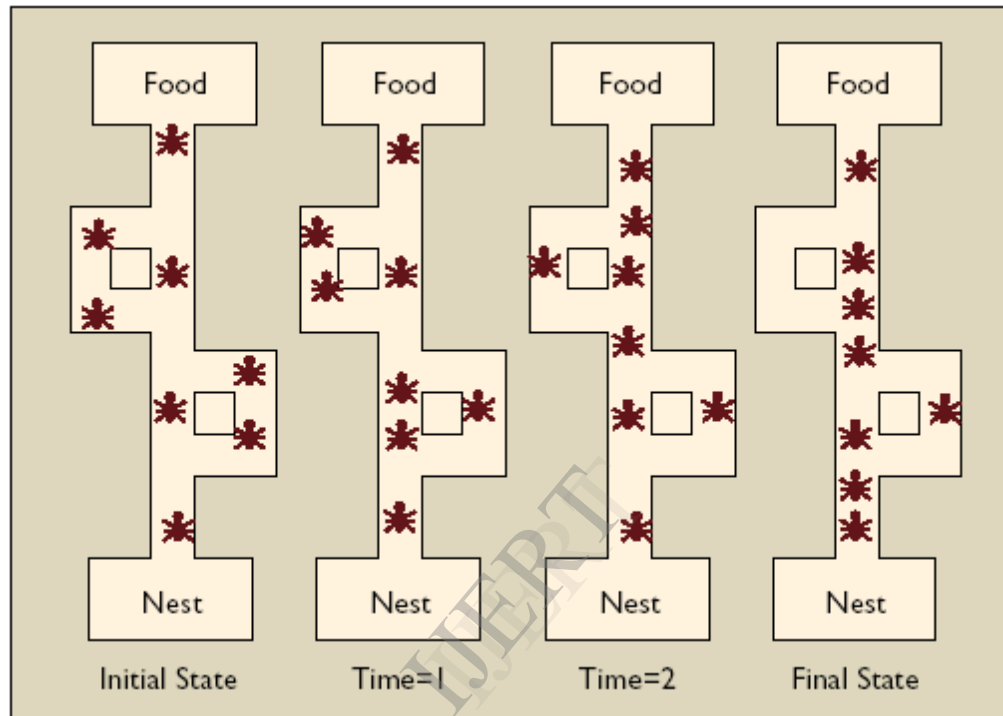 Food Food Food Food
Nest Nest Nest Nest
IJERT
Initial State Time=1 Time=2 Final State